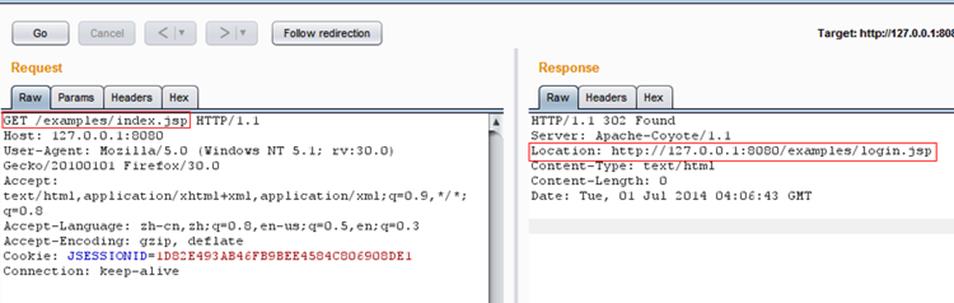 Go Cancel < > Follow redirection Target: http://127.0.0.1:808
Request
Raw Params Headers Hex
GET /examples/index.jsp HTTP/1.1
Host: 127.0.0.1:8080
User-Agent: Mozilla/5.0 (Windows NT 5.1; rv:30.0)
Gecko/20100101 Firefox/30.0
Accept:
text/html,application/xhtml+xml,application/xml;q=0.9,*/*;
q=0.8
Accept-Language: zh-cn,zh;q=0.8,en-us;q=0.5,en;q=0.3
Accept-Encoding: gzip, deflate
Cookie: JSESSIONID=1D82E493AB46FB9BEE4584C806908DE1
Connection: keep-alive
Response
Raw Headers Hex
HTTP/1.1 302 Found
Server: Apache-Coyote/1.1
Location: http://127.0.0.1:8080/examples/login.jsp
Content-Type: text/html
Content-Length: 0
Date: Tue, 01 Jul 2014 04:06:43 GMT